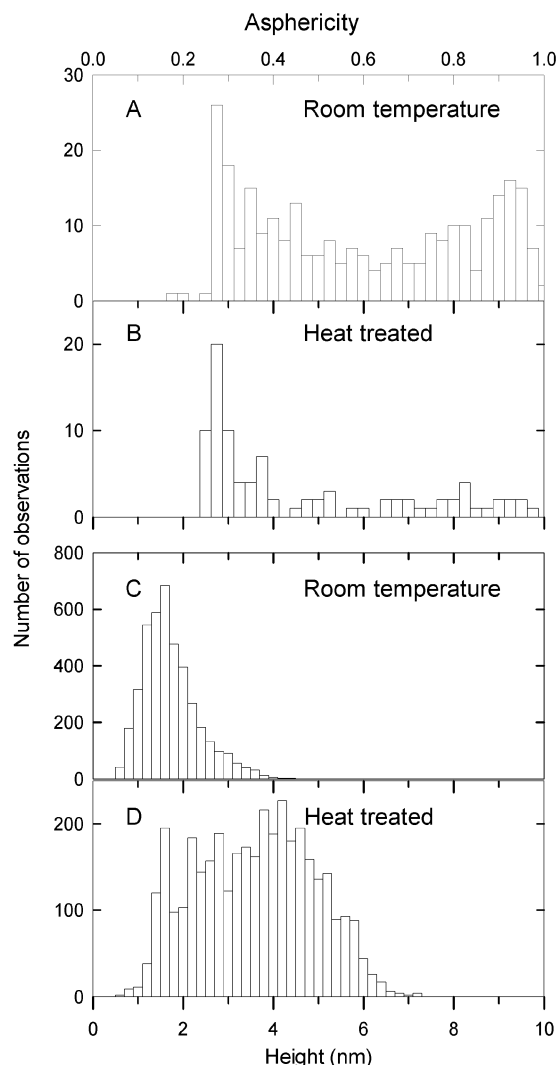 Asphericity
0.0 0.2 0.4 0.6 0.8 1.0
30
A Room temperature
20
10
0
B Heat treated
20
10
0
Number of observations
800
C Room temperature
600
400
200
0
D Heat treated
200
100
0
0 2 4 6 8 10
Height (nm)